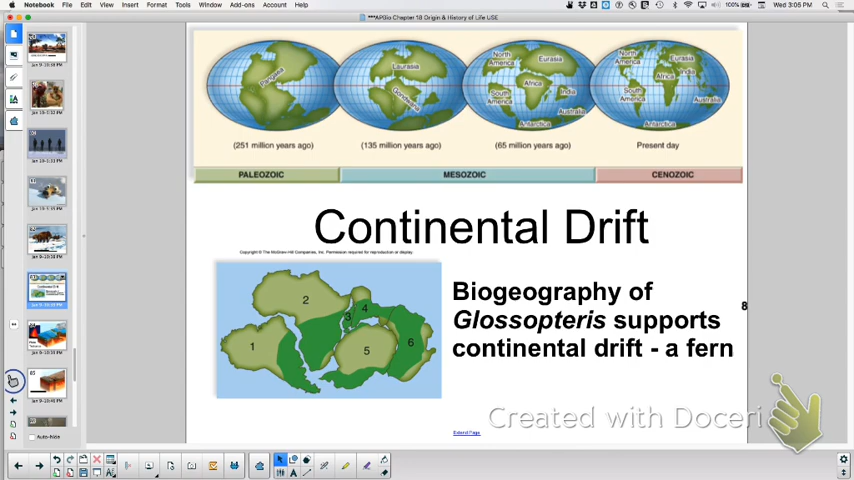 Notebook File Edit View Insert Format Tools Add-ons Account Help
100%
Wed 3:05 PM
***APBio Chapter 18 Origin & History of Life USE
Pangaea
Laurasia
Gondwana
North America
Eurasia
Africa
India
South America
Australia
Antarctica
North America
Eurasia
Africa
India
South America
Australia
Antarctica
(251 million years ago)
(135 million years ago)
(65 million years ago)
Present day
PALEOZOIC
MESOZOIC
CENOZOIC
Continental Drift
Copyright © The McGraw-Hill Companies, Inc. Permission required for reproduction or display.
1
2
3
4
5
6
Biogeography of
Glossopteris supports
continental drift - a fern
8
Created with Doceri
Extend Page
Auto-Hide